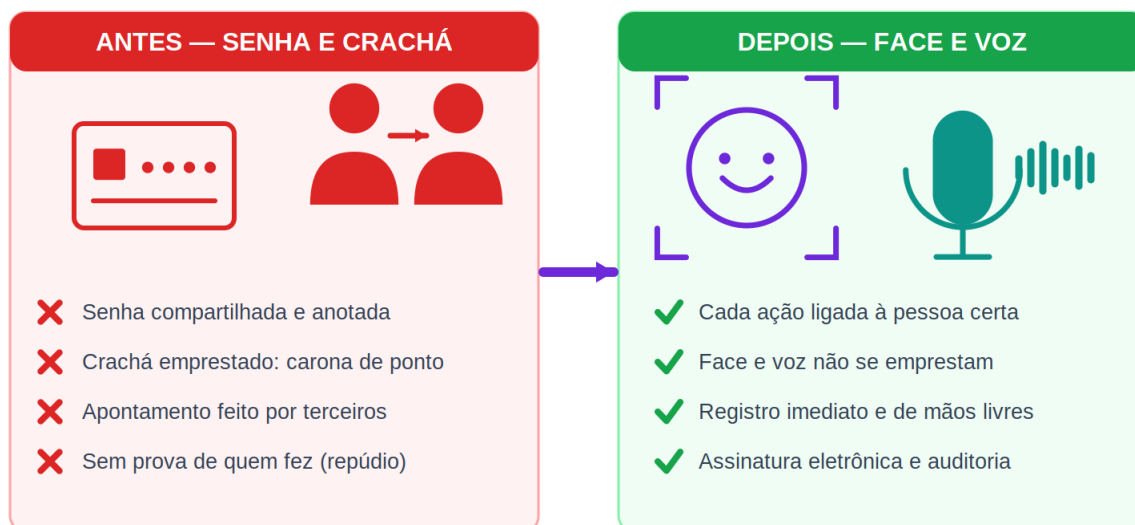 ANTES — SENHA E CRACHÁ
Senha compartilhada e anotada
Crachá emprestado: carona de ponto
Apontamento feito por terceiros
Sem prova de quem fez (repúdio)
DEPOIS — FACE E VOZ
Cada ação ligada à pessoa certa
Face e voz não se emprestam
Registro imediato e de mãos livres
Assinatura eletrônica e auditoria